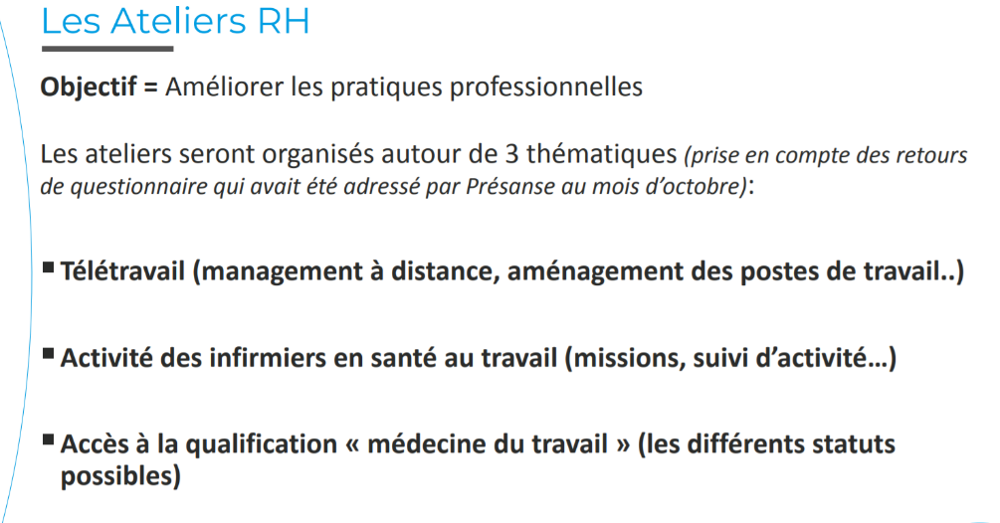 Les Ateliers RH
Objectif = Améliorer les pratiques professionnelles
Les ateliers seront organisés autour de 3 thématiques (prise en compte des retours
de questionnaire qui avait été adressé par Présanse au mois d’octobre):
▪ Télétravail (management à distance, aménagement des postes de travail..)
▪ Activité des infirmiers en santé au travail (missions, suivi d’activité…)
▪ Accès à la qualification « médecine du travail » (les différents statuts
possibles)